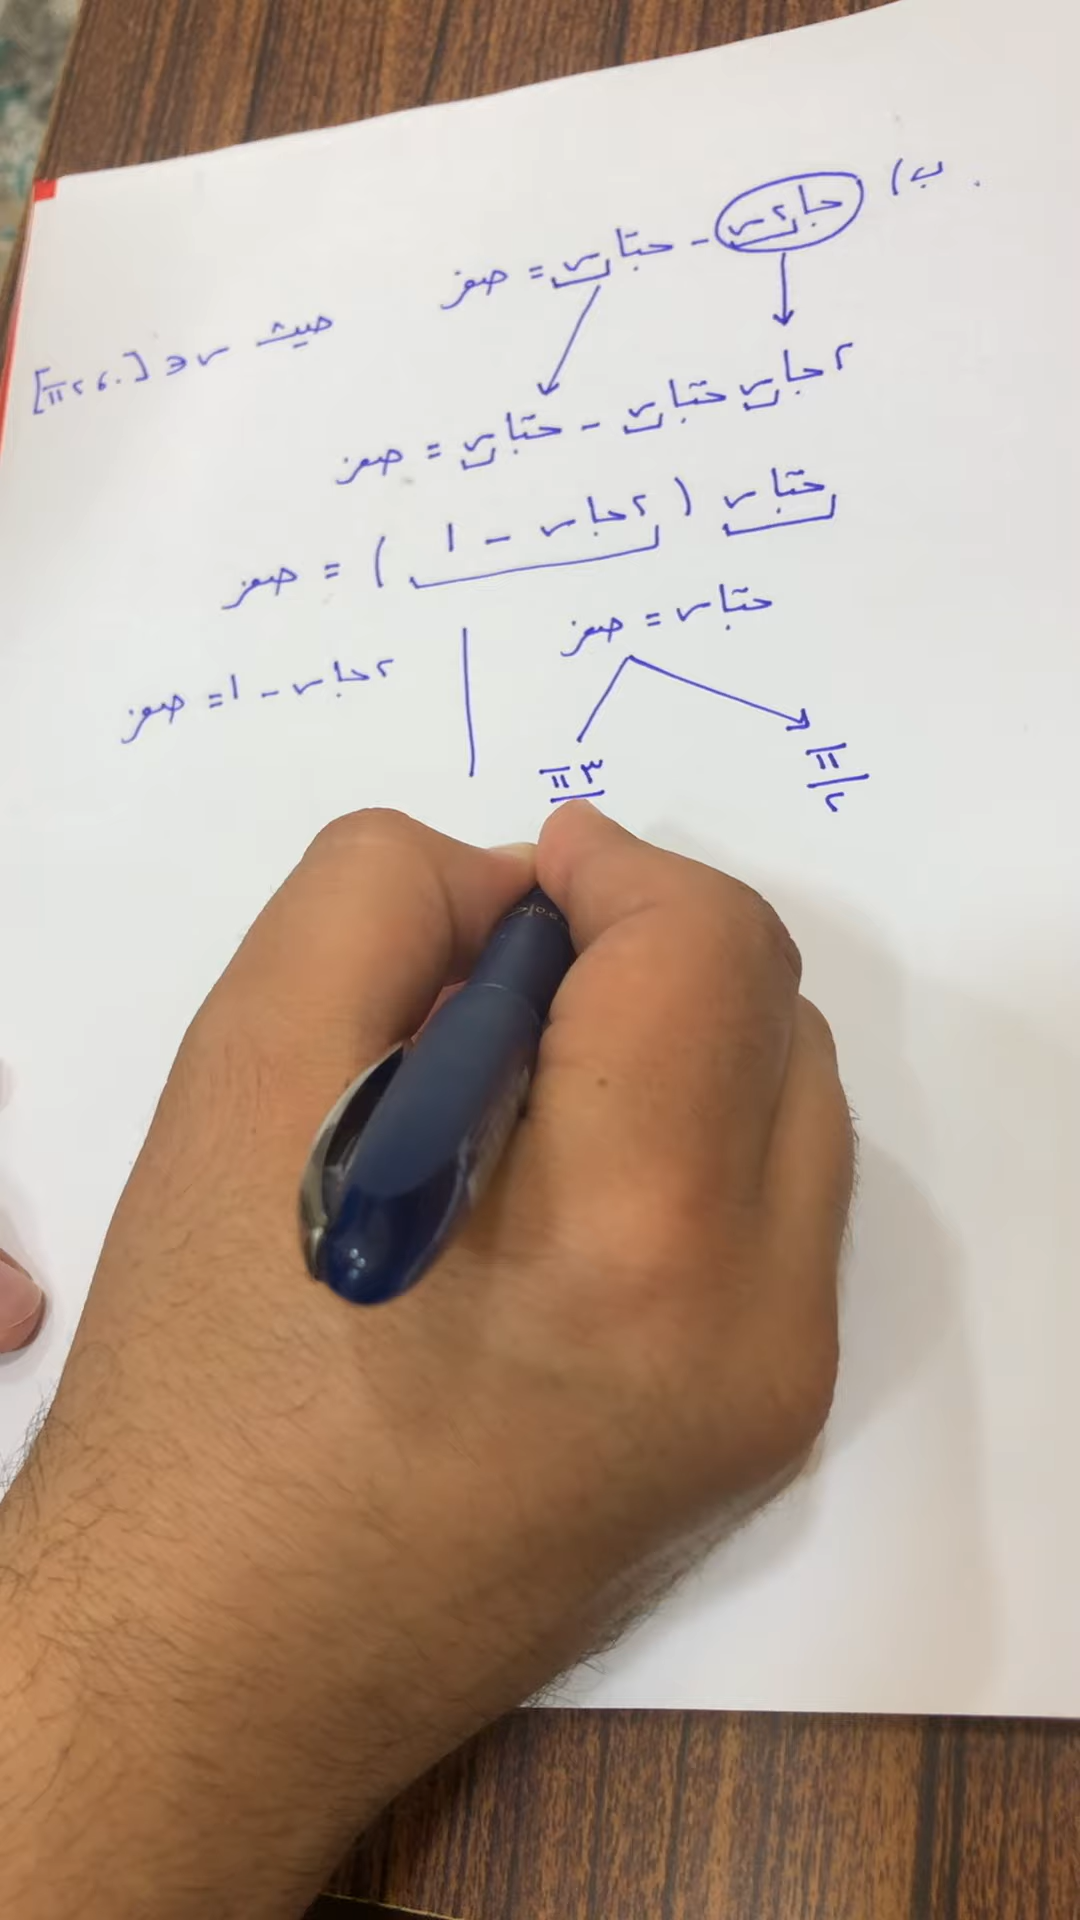 ب) جا٢س - جتاس = صفر
حيث س ∈ [٠، ٢π]
٢جاس جتاس - جتاس = صفر
جتاس (٢جاس - ١) = صفر
جتاس = صفر
٢جاس - ١ = صفر
π/٢
٣π